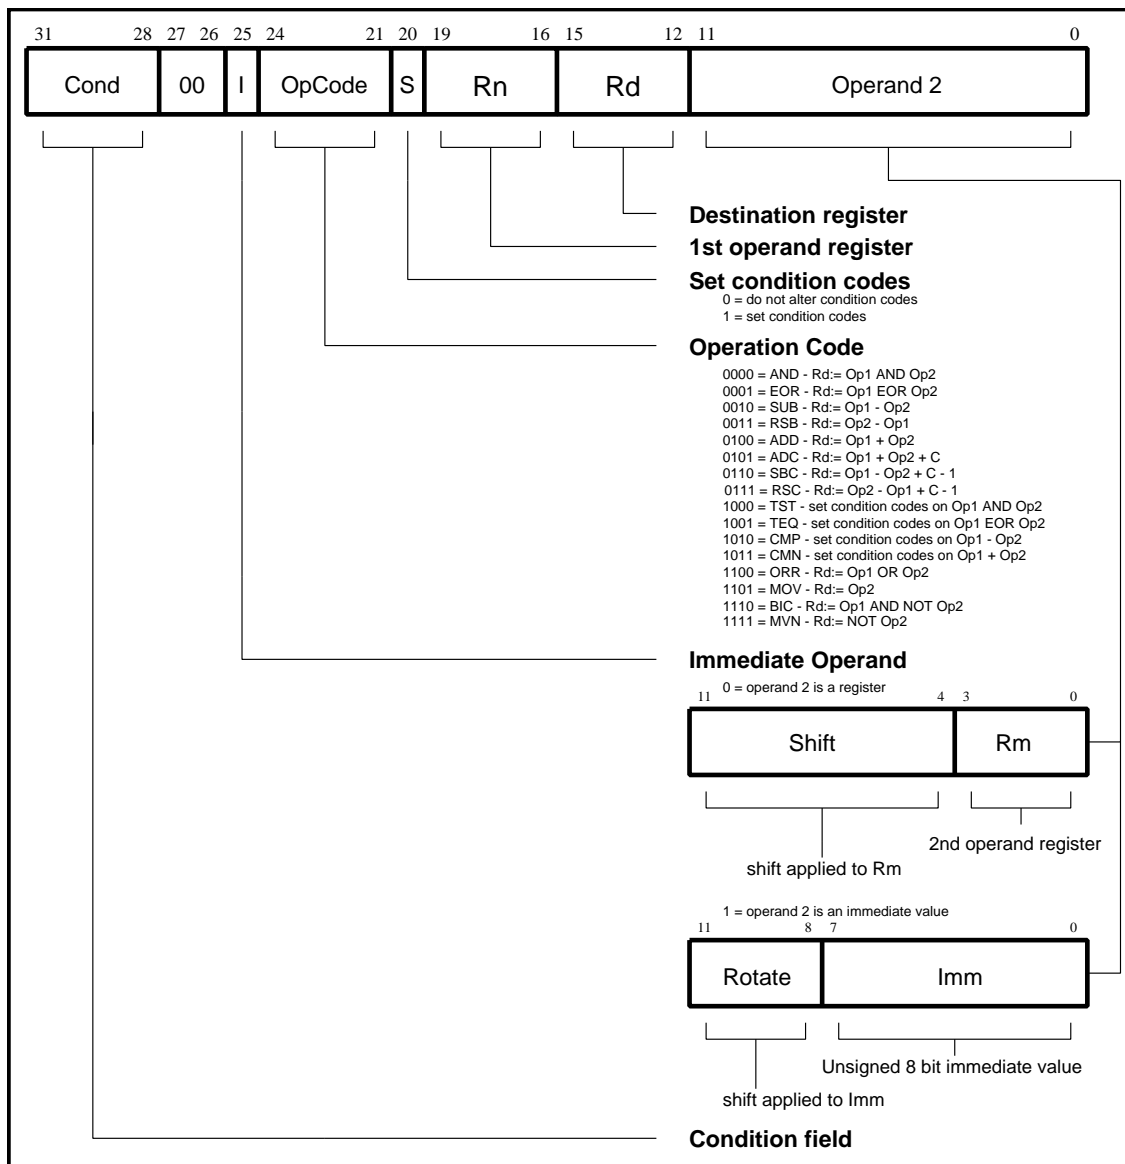 31 28 27 26 25 24 21 20 19 16 15 12 11 0
Cond 00 I OpCode S Rn Rd Operand 2
Destination register
1st operand register
Set condition codes
0 = do not alter condition codes
1 = set condition codes
Operation Code
0000 = AND - Rd:= Op1 AND Op2
0001 = EOR - Rd:= Op1 EOR Op2
0010 = SUB - Rd:= Op1 - Op2
0011 = RSB - Rd:= Op2 - Op1
0100 = ADD - Rd:= Op1 + Op2
0101 = ADC - Rd:= Op1 + Op2 + C
0110 = SBC - Rd:= Op1 - Op2 + C - 1
0111 = RSC - Rd:= Op2 - Op1 + C - 1
1000 = TST - set condition codes on Op1 AND Op2
1001 = TEQ - set condition codes on Op1 EOR Op2
1010 = CMP - set condition codes on Op1 - Op2
1011 = CMN - set condition codes on Op1 + Op2
1100 = ORR - Rd:= Op1 OR Op2
1101 = MOV - Rd:= Op2
1110 = BIC - Rd:= Op1 AND NOT Op2
1111 = MVN - Rd:= NOT Op2
Immediate Operand
0 = operand 2 is a register
11 4 3 0
Shift Rm
2nd operand register
shift applied to Rm
1 = operand 2 is an immediate value
11 8 7 0
Rotate Imm
Unsigned 8 bit immediate value
shift applied to Imm
Condition field